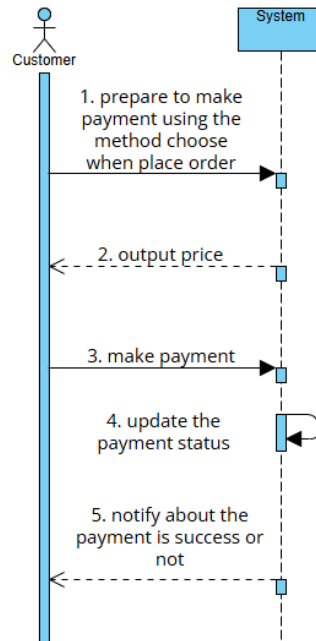 Customer
System
1. prepare to make
payment using the
method choose
when place order
2. output price
3. make payment
4. update the
payment status
5. notify about the
payment is success or
not